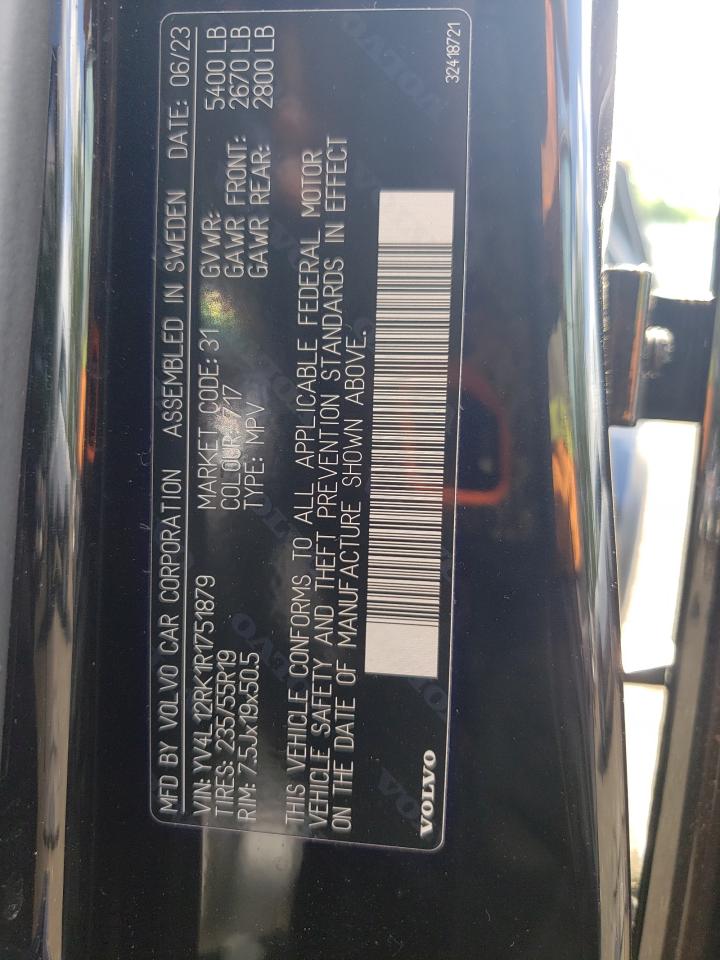 MFD BY VOLVO CAR CORPORATION ASSEMBLED IN SWEDEN DATE: 06/23
VIN: YV4L12RK1R1751879 MARKET CODE: 31 GVWR: 5400 LB
TIRES: 235/55R19 COLOUR: 717 GAWR FRONT: 2670 LB
RIM: 7.5Jx19x50.5 TYPE: MPV GAWR REAR: 2800 LB
THIS VEHICLE CONFORMS TO ALL APPLICABLE FEDERAL MOTOR
VEHICLE SAFETY AND THEFT PREVENTION STANDARDS IN EFFECT
ON THE DATE OF MANUFACTURE SHOWN ABOVE.
VOLVO
32418721